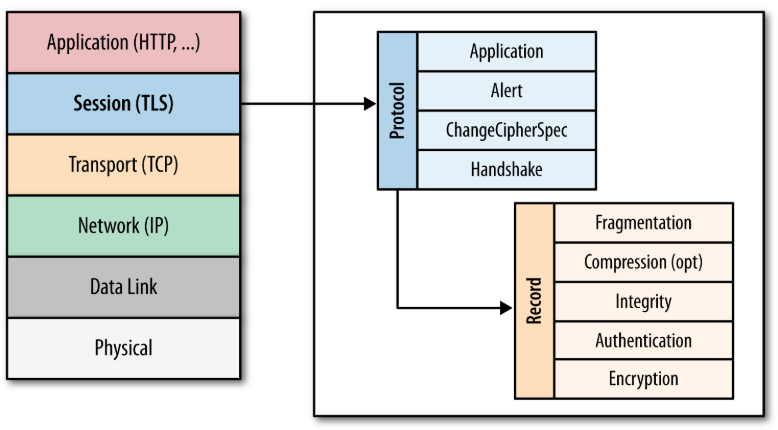 Application (HTTP, ...)
Session (TLS)
Transport (TCP)
Network (IP)
Data Link
Physical
Protocol
Application
Alert
ChangeCipherSpec
Handshake
Record
Fragmentation
Compression (opt)
Integrity
Authentication
Encryption